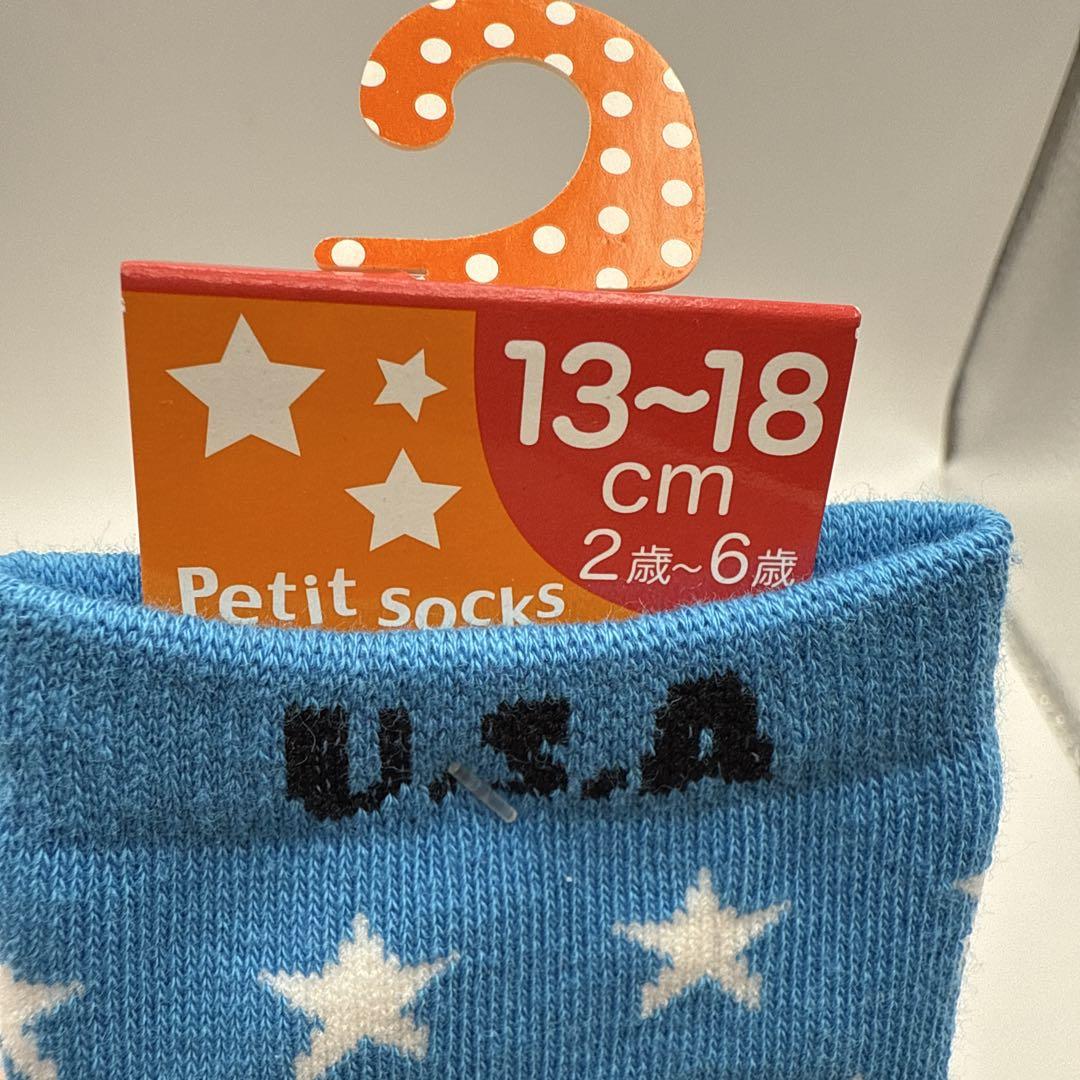 13~18
cm
2歳~6歳
Petit socks
U.S.A